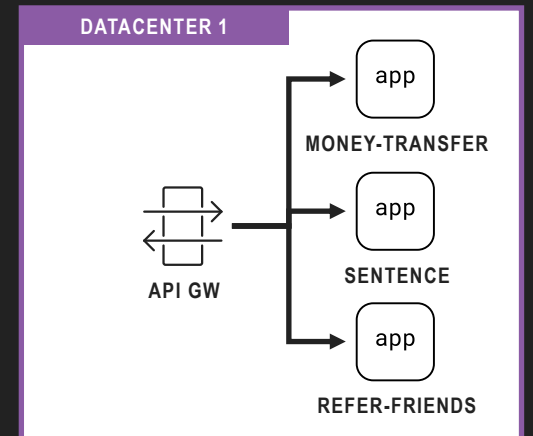 DATACENTER 1
app
MONEY-TRANSFER
app
SENTENCE
API GW
app
REFER-FRIENDS